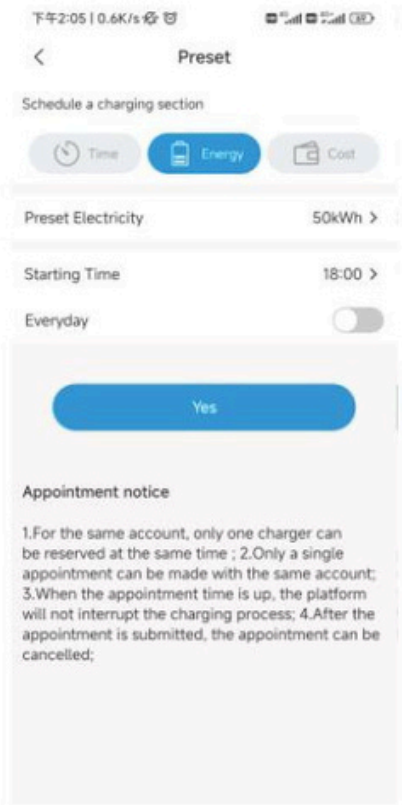 下午2:05 | 0.6K/s
Preset
Schedule a charging section
Time Energy Cost
Preset Electricity 50kWh >
Starting Time 18:00 >
Everyday
Yes
Appointment notice
1.For the same account, only one charger can
be reserved at the same time ; 2.Only a single
appointment can be made with the same account;
3.When the appointment time is up, the platform
will not interrupt the charging process; 4.After the
appointment is submitted, the appointment can be
cancelled;